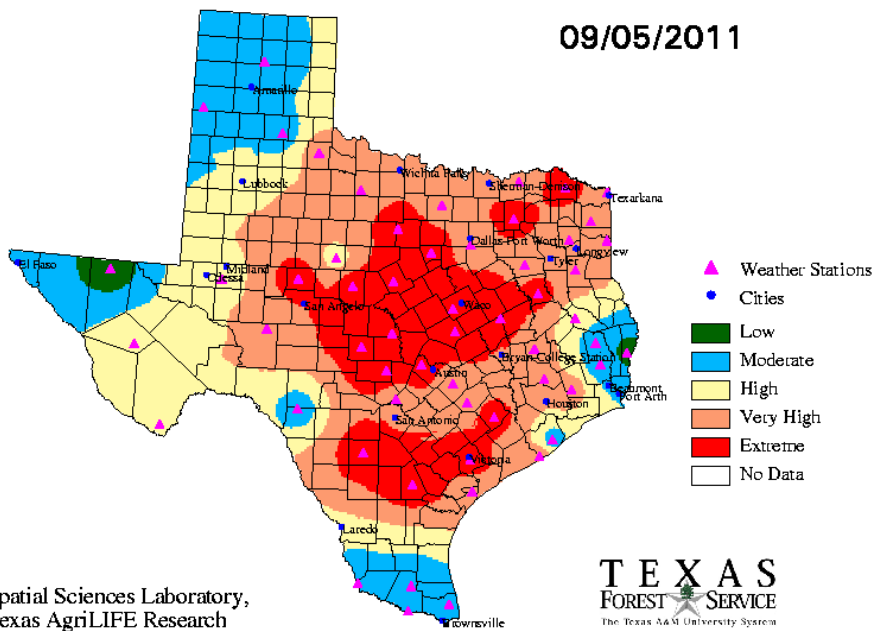 09/05/2011
Amarillo
Lubbock
Wichita Falls
Sherman-Denison
Texarkana
Dallas-Fort Worth
Longview
Tyler
El Paso
Midland
Odessa
San Angelo
Waco
Bryan-College Station
Austin
Beaumont
Port Arth
Houston
San Antonio
Victoria
Laredo
Brownsville
Weather Stations
Cities
Low
Moderate
High
Very High
Extreme
No Data
patial Sciences Laboratory,
exas AgriLIFE Research
TEXAS
FOREST SERVICE
The Texas A&M University System